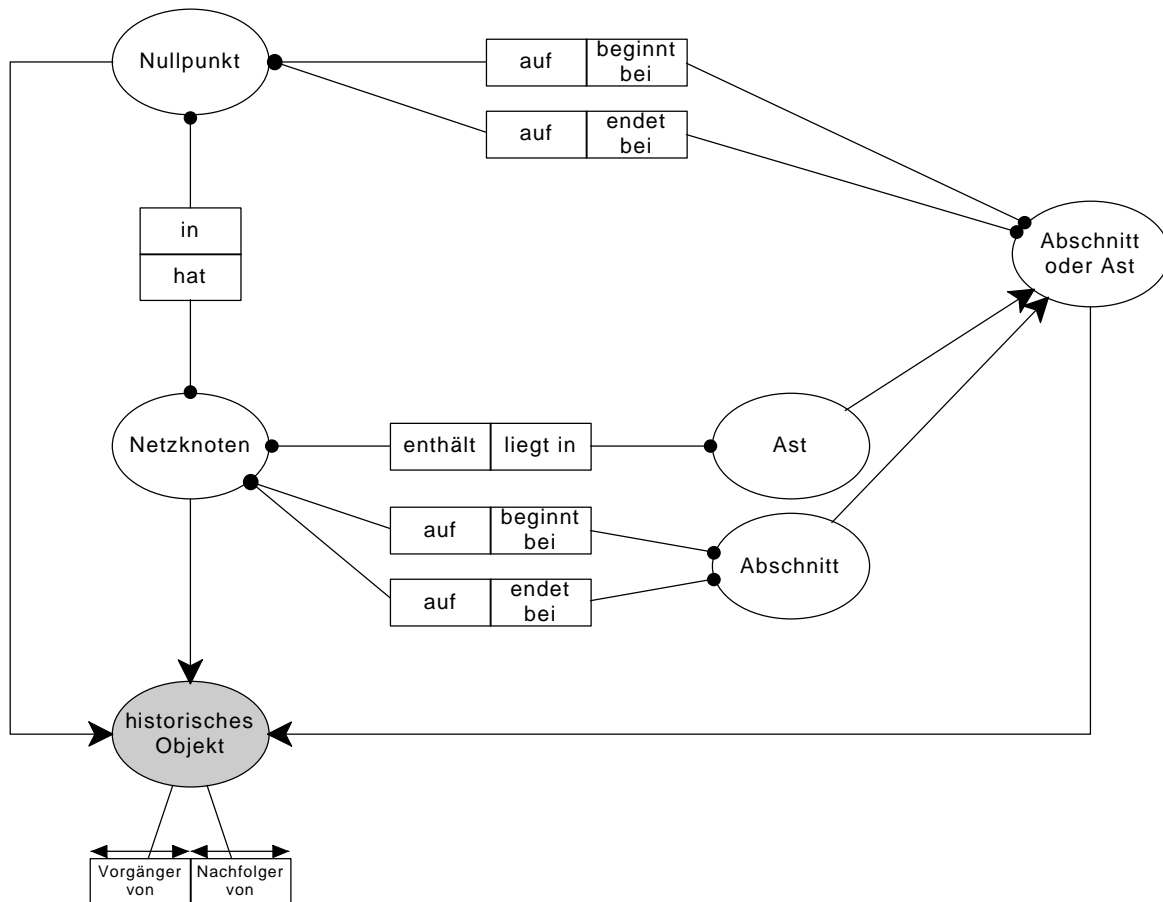 Nullpunkt
auf
beginnt
bei
auf
endet
bei
in
hat
Abschnitt
oder Ast
Netzknoten
enthält
liegt in
Ast
auf
beginnt
bei
Abschnitt
auf
endet
bei
historisches
Objekt
Vorgänger
von
Nachfolger
von